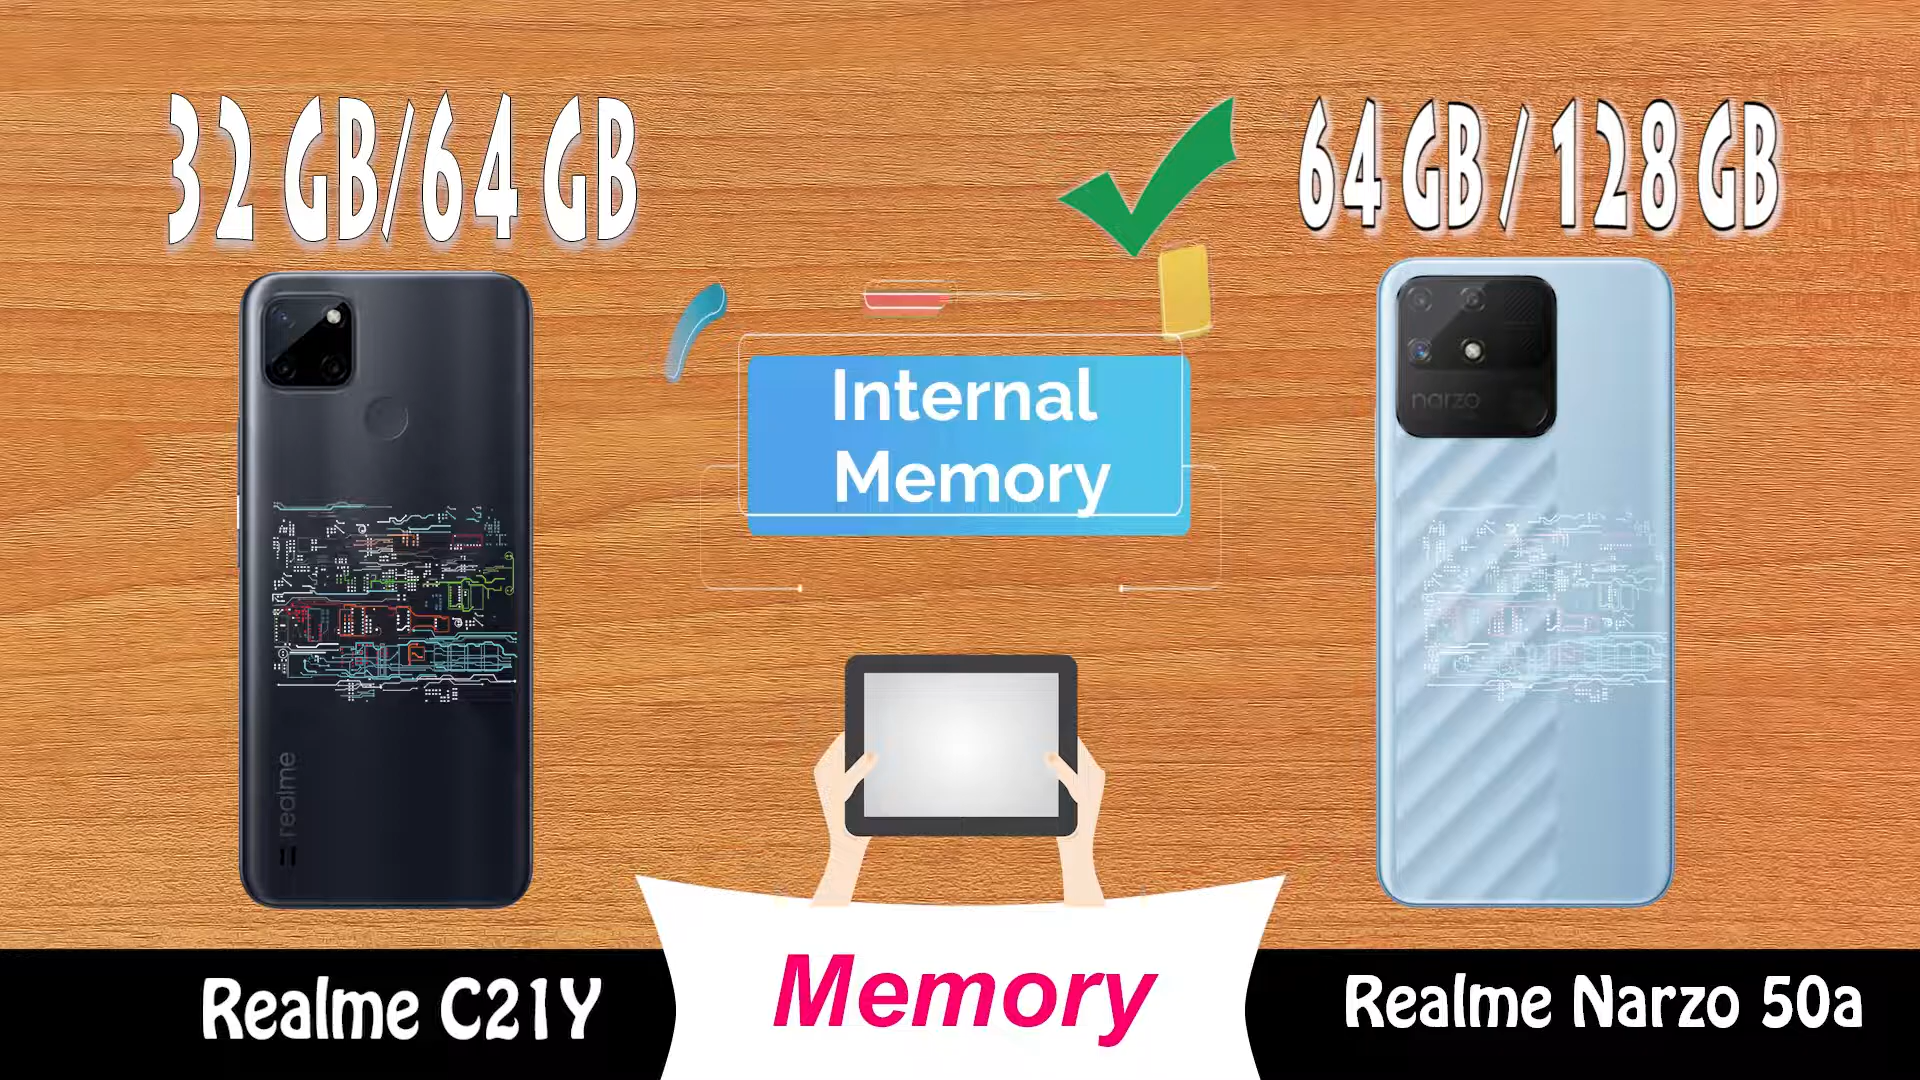 32 GB/64 GB
64 GB / 128 GB
Internal
Memory
narzo
realme
Realme C21Y
Memory
Realme Narzo 50a